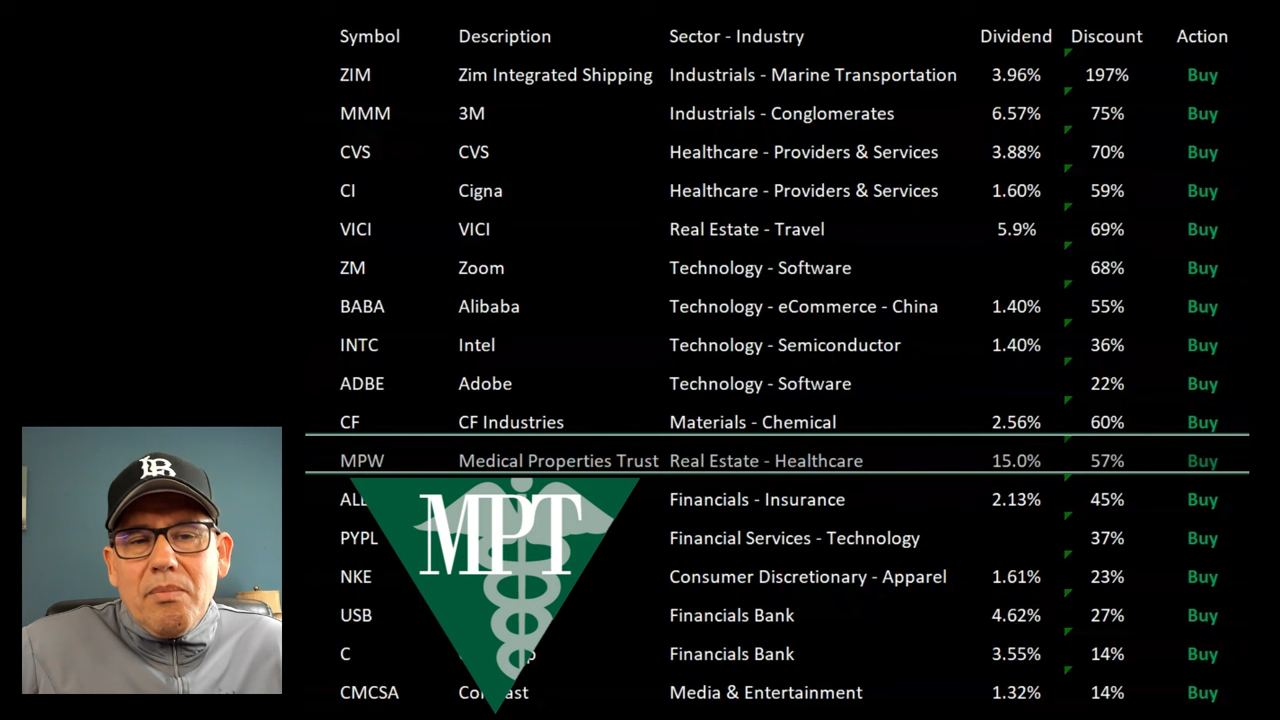 Symbol Description Sector - Industry Dividend Discount Action
ZIM Zim Integrated Shipping Industrials - Marine Transportation 3.96% 197% Buy
MMM 3M Industrials - Conglomerates 6.57% 75% Buy
CVS CVS Healthcare - Providers & Services 3.88% 70% Buy
CI Cigna Healthcare - Providers & Services 1.60% 59% Buy
VICI VICI Real Estate - Travel 5.9% 69% Buy
ZM Zoom Technology - Software 68% Buy
BABA Alibaba Technology - eCommerce - China 1.40% 55% Buy
INTC Intel Technology - Semiconductor 1.40% 36% Buy
ADBE Adobe Technology - Software 22% Buy
CF CF Industries Materials - Chemical 2.56% 60% Buy
MPW Medical Properties Trust Real Estate - Healthcare 15.0% 57% Buy
Financials - Insurance 2.13% 45% Buy
PYPL Financial Services - Technology 37% Buy
NKE Consumer Discretionary - Apparel 1.61% 23% Buy
USB Financials Bank 4.62% 27% Buy
C Financials Bank 3.55% 14% Buy
CMCSA Media & Entertainment 1.32% 14% Buy
MPT
LB